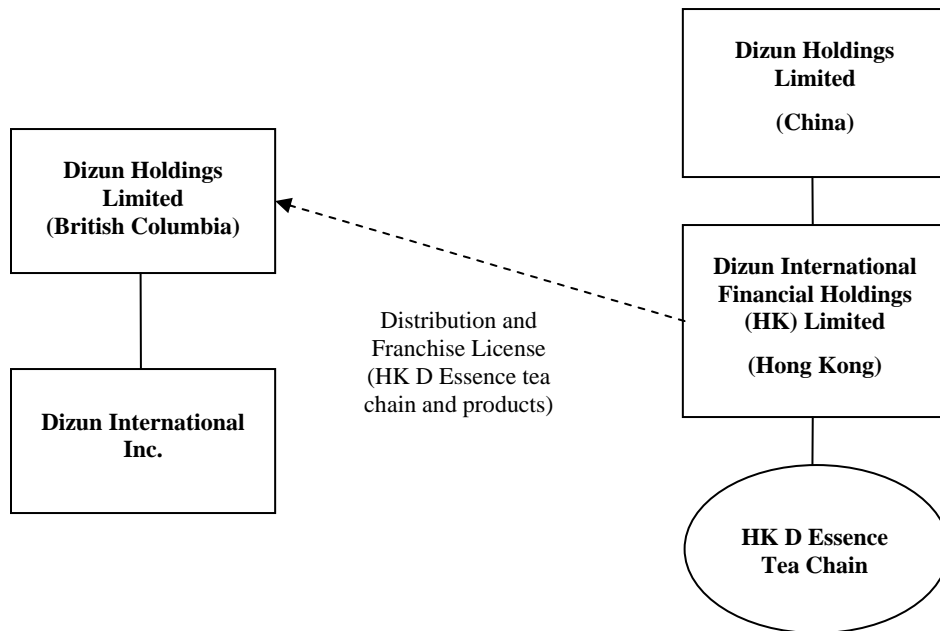 Dizun Holdings
Limited
(China)
Dizun Holdings
Limited
(British Columbia)
Dizun International
Financial Holdings
(HK) Limited
(Hong Kong)
Distribution and
Franchise License
(HK D Essence tea
chain and products)
Dizun International
Inc.
HK D Essence
Tea Chain